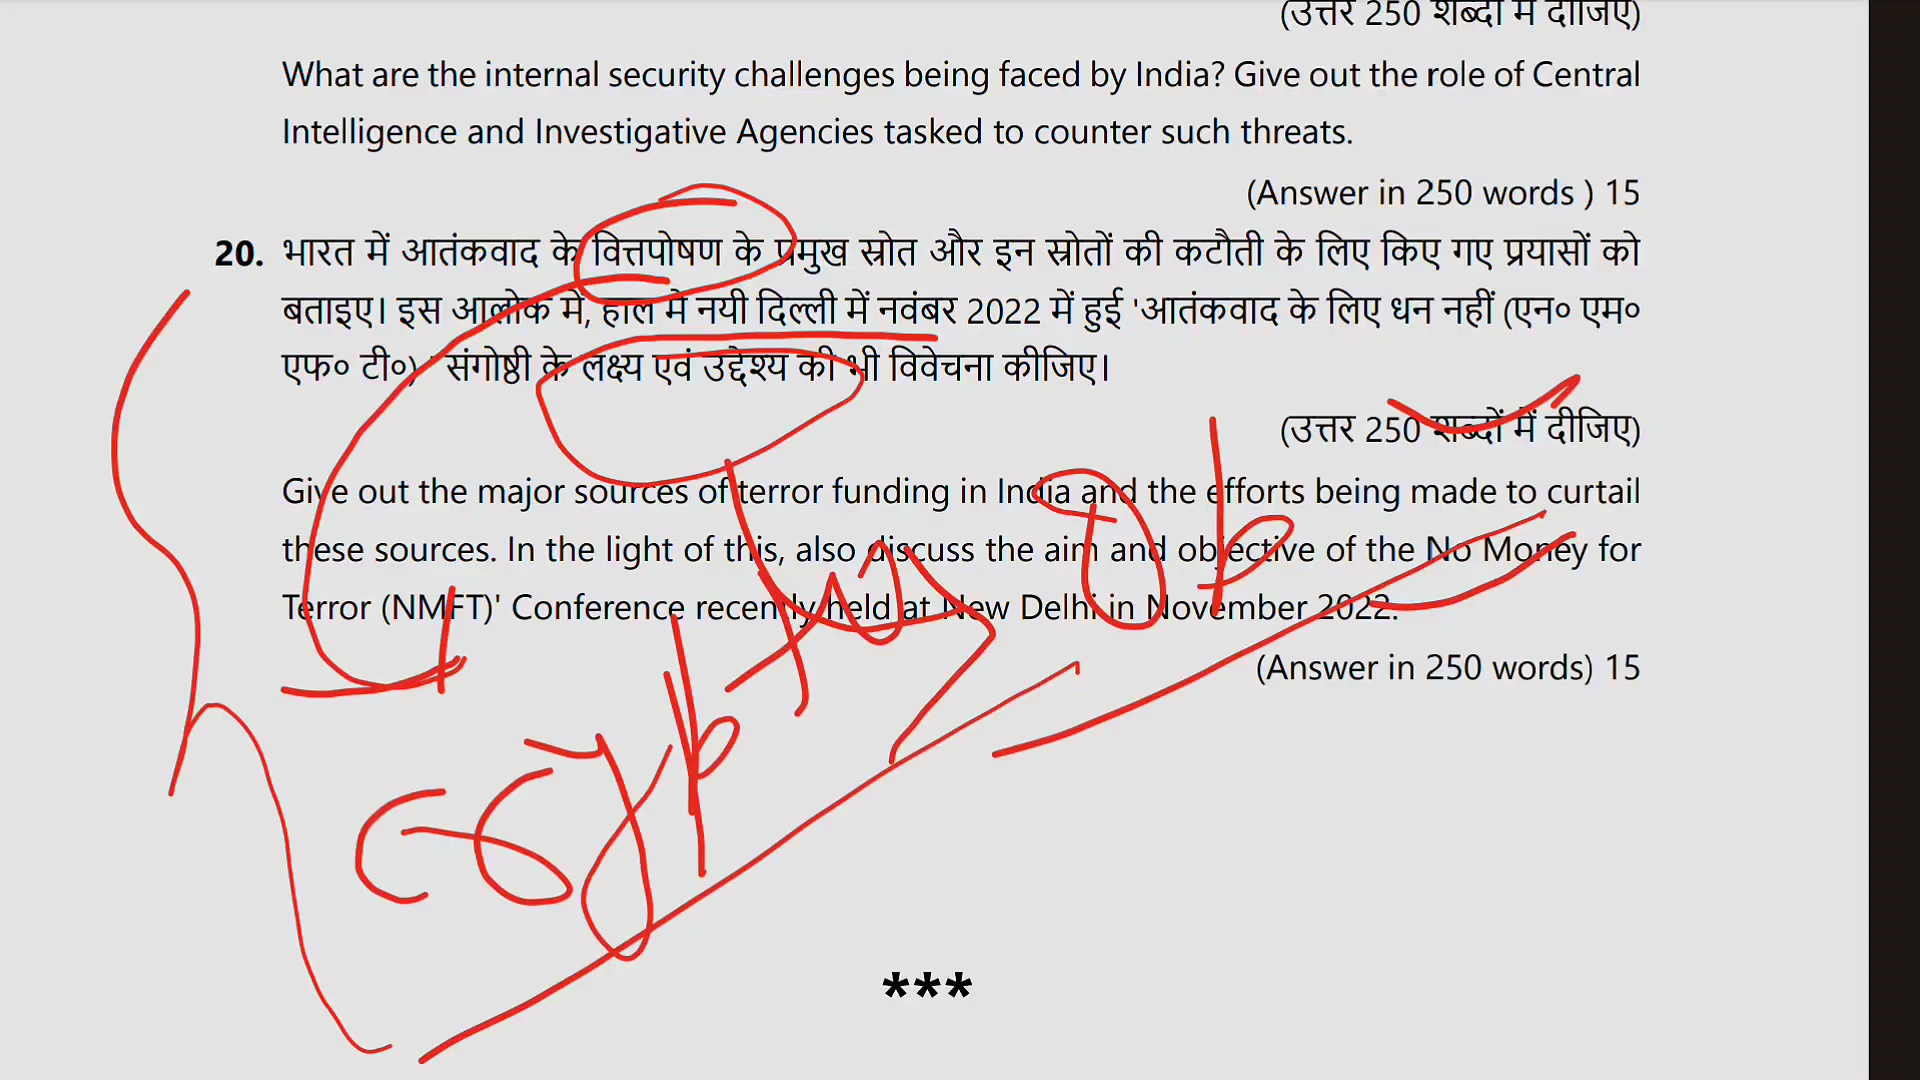 (उत्तर 250 शब्दों में दीजिए)
What are the internal security challenges being faced by India? Give out the role of Central
Intelligence and Investigative Agencies tasked to counter such threats.
(Answer in 250 words ) 15
20. भारत में आतंकवाद के वित्तपोषण के प्रमुख स्रोत और इन स्रोतों की कटौती के लिए किए गए प्रयासों को
बताइए। इस आलोक में, हाल में नयी दिल्ली में नवंबर 2022 में हुई 'आतंकवाद के लिए धन नहीं (एन० एम०
एफ० टी०) ' संगोष्ठी के लक्ष्य एवं उद्देश्य की भी विवेचना कीजिए।
(उत्तर 250 शब्दों में दीजिए)
Give out the major sources of terror funding in India and the efforts being made to curtail
these sources. In the light of this, also discuss the aim and objective of the No Money for
Terror (NMFT)' Conference recently held at New Delhi in November 2022.
(Answer in 250 words) 15
***